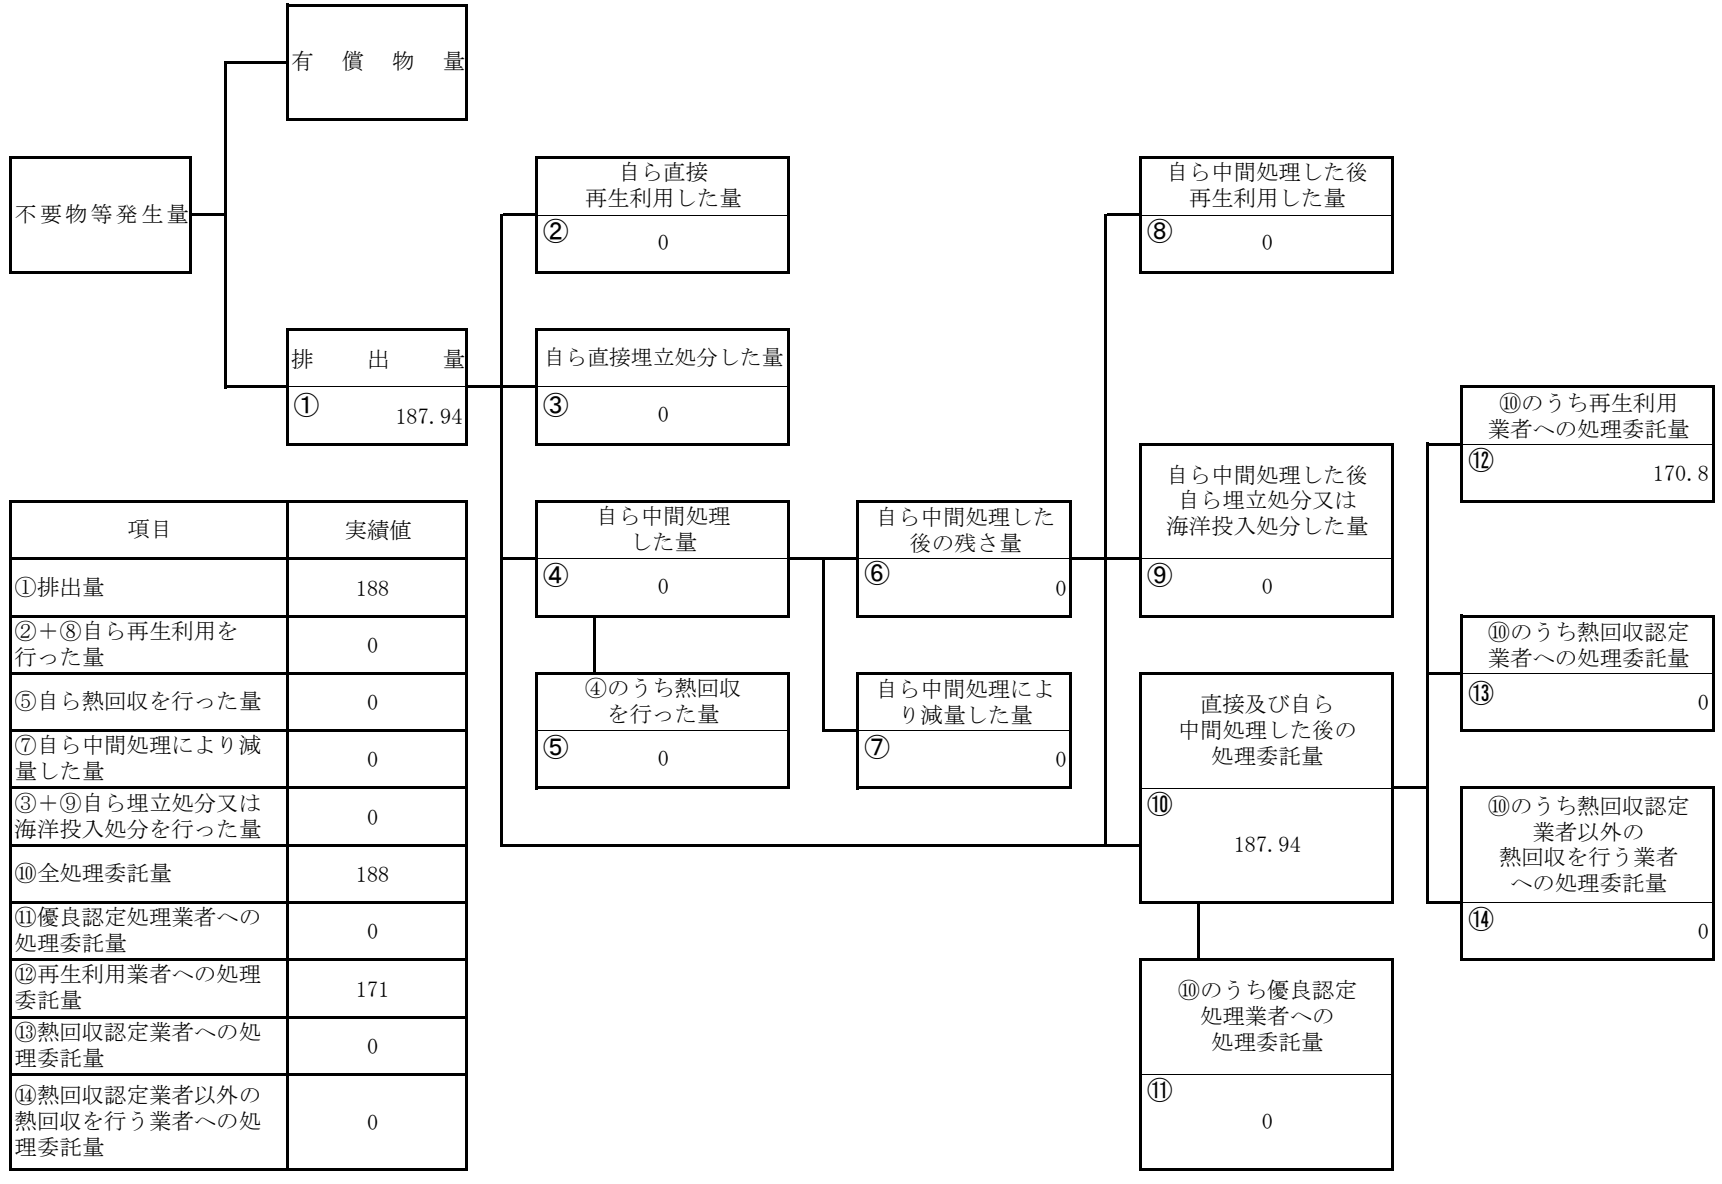 有償物量
不要物等発生量
排出量
①
187.94
自ら直接
再生利用した量
②
0
自ら直接埋立処分した量
③
0
自ら中間処理
した量
④
0
④のうち熱回収
を行った量
⑤
0
自ら中間処理した
後の残さ量
⑥
0
自ら中間処理によ
り減量した量
⑦
0
自ら中間処理した後
再生利用した量
⑧
0
自ら中間処理した後
自ら埋立処分又は
海洋投入処分した量
⑨
0
直接及び自ら
中間処理した後の
処理委託量
⑩
187.94
⑩のうち優良認定
処理業者への
処理委託量
⑪
0
⑩のうち再生利用
業者への処理委託量
⑫
170.8
⑩のうち熱回収認定
業者への処理委託量
⑬
0
⑩のうち熱回収認定
業者以外の
熱回収を行う業者
への処理委託量
⑭
0
項目 実績値
①排出量 188
②＋⑧自ら再生利用を
行った量 0
⑤自ら熱回収を行った量 0
⑦自ら中間処理により減
量した量 0
③＋⑨自ら埋立処分又は
海洋投入処分を行った量 0
⑩全処理委託量 188
⑪優良認定処理業者への
処理委託量 0
⑫再生利用業者への処理
委託量 171
⑬熱回収認定業者への処
理委託量 0
⑭熱回収認定業者以外の
熱回収を行う業者への処
理委託量 0